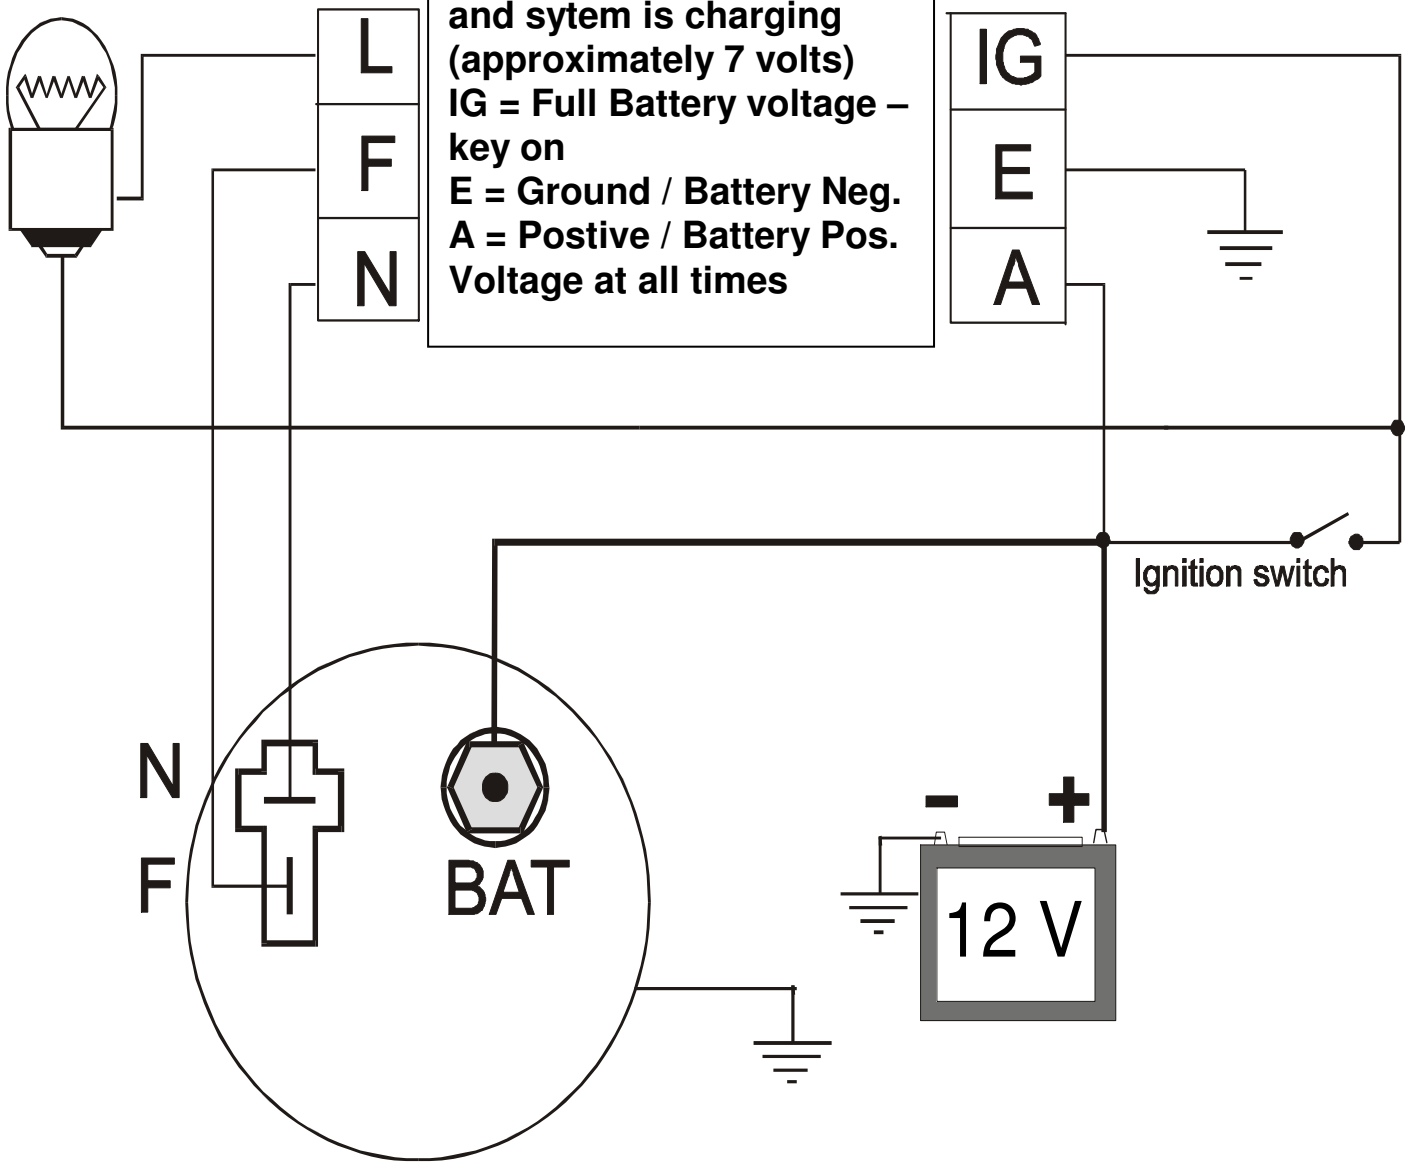 L
F
N
and sytem is charging
(approximately 7 volts)
IG = Full Battery voltage –
key on
E = Ground / Battery Neg.
A = Postive / Battery Pos.
Voltage at all times
IG
E
A
Ignition switch
N
F
BAT
- +
12 V